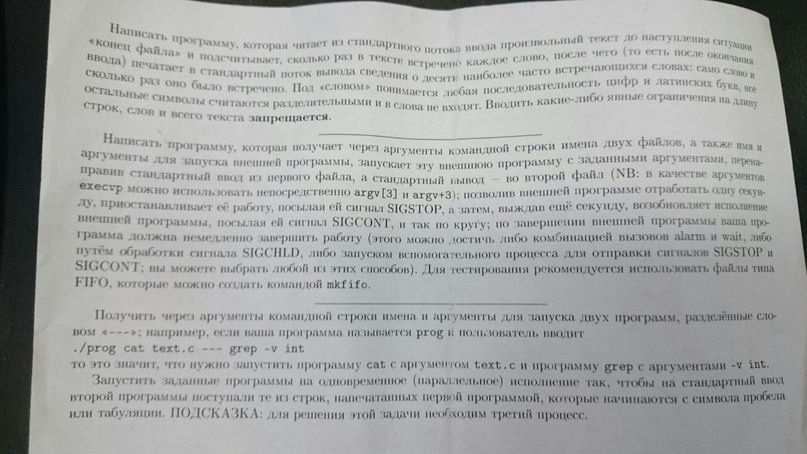 Написать программу, которая читает из стандартного потока ввода произвольный текст до наступления ситуации
«конец файла» и подсчитывает, сколько раз в тексте встречено каждое слово, после чего (то есть после окончания
ввода) печатает в стандартный поток вывода сведения о десяти наиболее часто встречающихся словах: само слово и
сколько раз оно было встречено. Под «словом» понимается любая последовательность цифр и латинских букв, все
остальные символы считаются разделительными и в слова не входят. Вводить какие-либо явные ограничения на длину
строк, слов и всего текста запрещается.
Написать программу, которая получает через аргументы командной строки имена двух файлов, а также имя и
аргументы для запуска внешней программы, запускает эту внешнюю программу с заданными аргументами, перена-
правив стандартный ввод из первого файла, а стандартный вывод — во второй файл (NB: в качестве аргументов
execvp можно использовать непосредственно argv[3] и argv+3); позволив внешней программе отработать одну секун-
ду, приостанавливает её работу, посылая ей сигнал SIGSTOP, а затем, выждав ещё секунду, возобновляет исполнение
внешней программы, посылая ей сигнал SIGCONT, и так по кругу; по завершении внешней программы ваша про-
грамма должна немедленно завершить работу (этого можно достичь либо комбинацией вызовов alarm и wait, либо
путём обработки сигнала SIGCHLD, либо запуском вспомогательного процесса для отправки сигналов SIGSTOP и
SIGCONT; вы можете выбрать любой из этих способов). Для тестирования рекомендуется использовать файлы типа
FIFO, которые можно создать командой mkfifo.
Получить через аргументы командной строки имена и аргументы для запуска двух программ, разделённые сло-
вом «---»; например, если ваша программа называется prog и пользователь вводит
./prog cat text.c --- grep -v int
то это значит, что нужно запустить программу cat с аргументом text.c и программу grep с аргументами -v int.
Запустить заданные программы на одновременное (параллельное) исполнение так, чтобы на стандартный ввод
второй программы поступали те из строк, напечатанных первой программой, которые начинаются с символа пробела
или табуляции. ПОДСКАЗКА: для решения этой задачи необходим третий процесс.